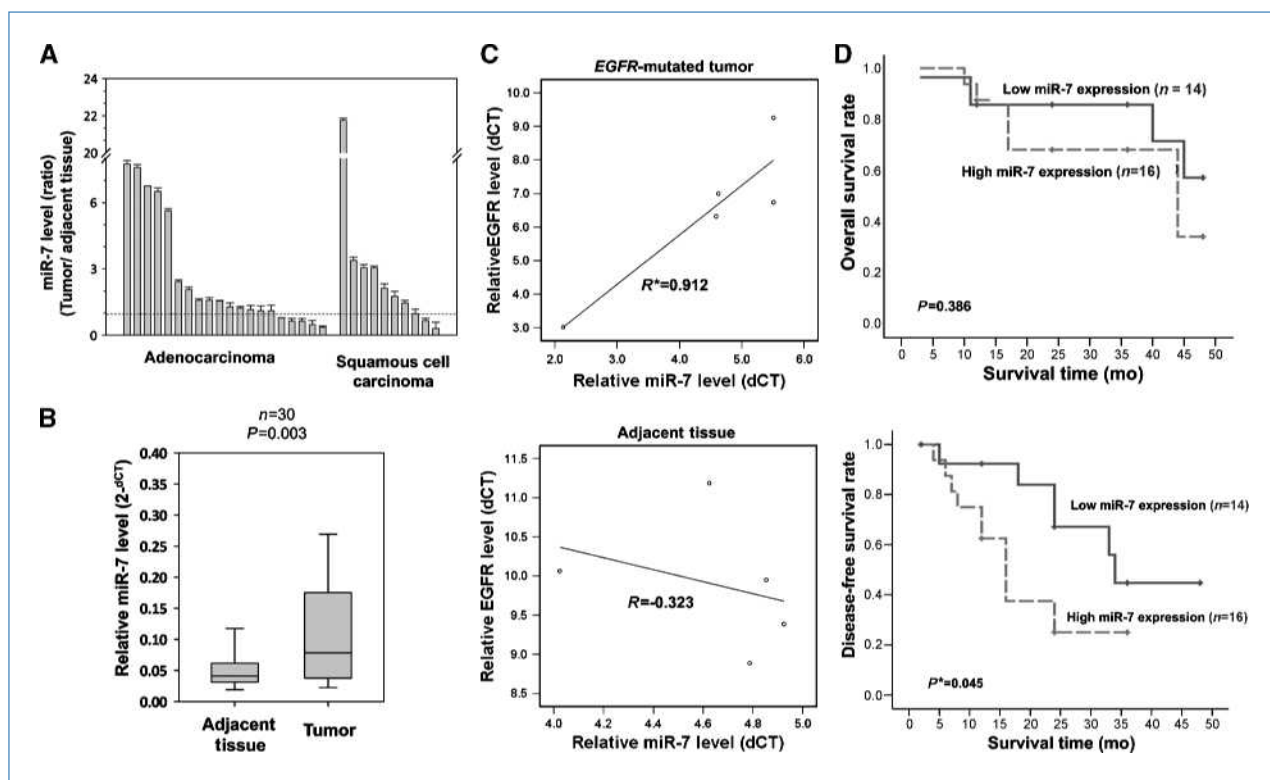 A
24
22
20
6
3
0
miR-7 level (ratio)
(Tumor/ adjacent tissue)
Adenocarcinoma
Squamous cell
carcinoma
B
n=30
P=0.003
0.40
0.35
0.30
0.25
0.20
0.15
0.10
0.05
0.00
Relative miR-7 level (2-dCT)
Adjacent
tissue
Tumor
C
EGFR-mutated tumor
10.0
9.0
8.0
7.0
6.0
5.0
4.0
3.0
RelativeEGFR level (dCT)
R*=0.912
2.0 3.0 4.0 5.0 6.0
Relative miR-7 level (dCT)
Adjacent tissue
11.5
11.0
10.5
10.0
9.5
9.0
8.5
Relative EGFR level (dCT)
R=-0.323
4.0 4.2 4.4 4.6 4.8 5.0
Relative miR-7 level (dCT)
D
1.0
0.8
0.6
0.4
0.2
0.0
Overall survival rate
Low miR-7 expression (n = 14)
High miR-7 expression (n=16)
P=0.386
0 5 10 15 20 25 30 35 40 45 50
Survival time (mo)
1.0
0.8
0.6
0.4
0.2
0.0
Disease-free survival rate
Low miR-7 expression (n=14)
High miR-7 expression (n=16)
P*=0.045
0 5 10 15 20 25 30 35 40 45 50
Survival time (mo)